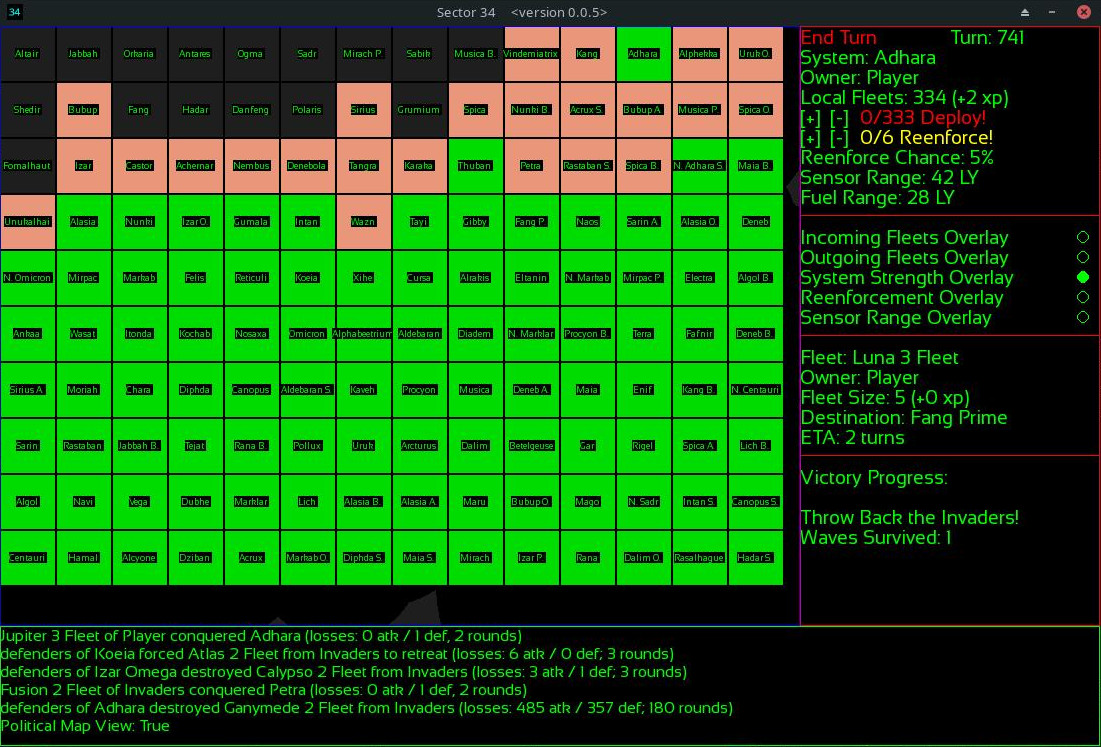 34 Sector 34 <version 0.0.5>
Altair Jabbah Orkaria Antares Ogma Sadr Mirach P. Sabik Musica B. Vindemiatrix Kang Adhara Alphekka Uruk O.
Shedir Bubup Fang Hadar Danfeng Polaris Sirius Grumium Spica Nunki B. Acrux S. Bubup A. Musica P. Spica O.
Fomalhaut Izar Castor Achernar Nembus Denebola Tangra Karaka Thuban Petra Rastaban S. Spica B. N. Adhara S. Maia B.
Unukalhai Alasia Nunki Izar O. Gumala Intan Wazn Tayi Gibby Fang P. Naos Sarin A. Alasia O. Deneb
N. Omicron Mirpac Markab Felis Reticuli Koeia Xihe Cursa Alrakis Eltanin N. Markab Mirpac P. Electra Algol B.
Ankaa Wasat Itonda Kochab Nosaxa Omicron Alphabeetrium Aldebaran Diadem N. Marklar Procyon B. Terra Fafnir Deneb B.
Sirius A. Moriah Chara Diphda Canopus Aldebaran S. Kaveh Procyon Musica Deneb A. Maia Enif Kang B. N. Centauri
Sarin Rastaban Jabbah B. Tejat Rana B. Pollux Uruk Arcturus Dalim Betelgeuse Gar Rigel Spica A. Lich B.
Algol Navi Vega Dubhe Marklar Lich Alasia B. Alasia A. Maru Bubup O. Mago N. Sadr Intan S. Canopus S.
Centauri Hamal Alcyone Dziban Acrux Markab O. Diphda S. Maia S. Mirach Izar P. Rana Dalim O. Rasalhague Hadar S.
End Turn Turn: 741
System: Adhara
Owner: Player
Local Fleets: 334 (+2 xp)
[+] [-] 0/333 Deploy!
[+] [-] 0/6 Reenforce!
Reenforce Chance: 5%
Sensor Range: 42 LY
Fuel Range: 28 LY
Incoming Fleets Overlay
Outgoing Fleets Overlay
System Strength Overlay
Reenforcement Overlay
Sensor Range Overlay
Fleet: Luna 3 Fleet
Owner: Player
Fleet Size: 5 (+0 xp)
Destination: Fang Prime
ETA: 2 turns
Victory Progress:
Throw Back the Invaders!
Waves Survived: 1
Jupiter 3 Fleet of Player conquered Adhara (losses: 0 atk / 1 def, 2 rounds)
defenders of Koeia forced Atlas 2 Fleet from Invaders to retreat (losses: 6 atk / 0 def; 3 rounds)
defenders of Izar Omega destroyed Calypso 2 Fleet from Invaders (losses: 3 atk / 1 def; 3 rounds)
Fusion 2 Fleet of Invaders conquered Petra (losses: 0 atk / 1 def, 2 rounds)
defenders of Adhara destroyed Ganymede 2 Fleet from Invaders (losses: 485 atk / 357 def; 180 rounds)
Political Map View: True